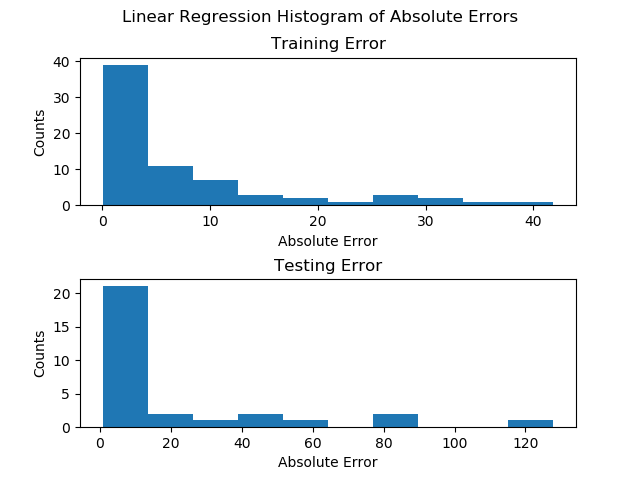 Linear Regression Histogram of Absolute Errors
Training Error
40
30
20
10
0
Counts
0 10 20 30 40
Absolute Error
Testing Error
20
15
10
5
0
Counts
0 20 40 60 80 100 120
Absolute Error